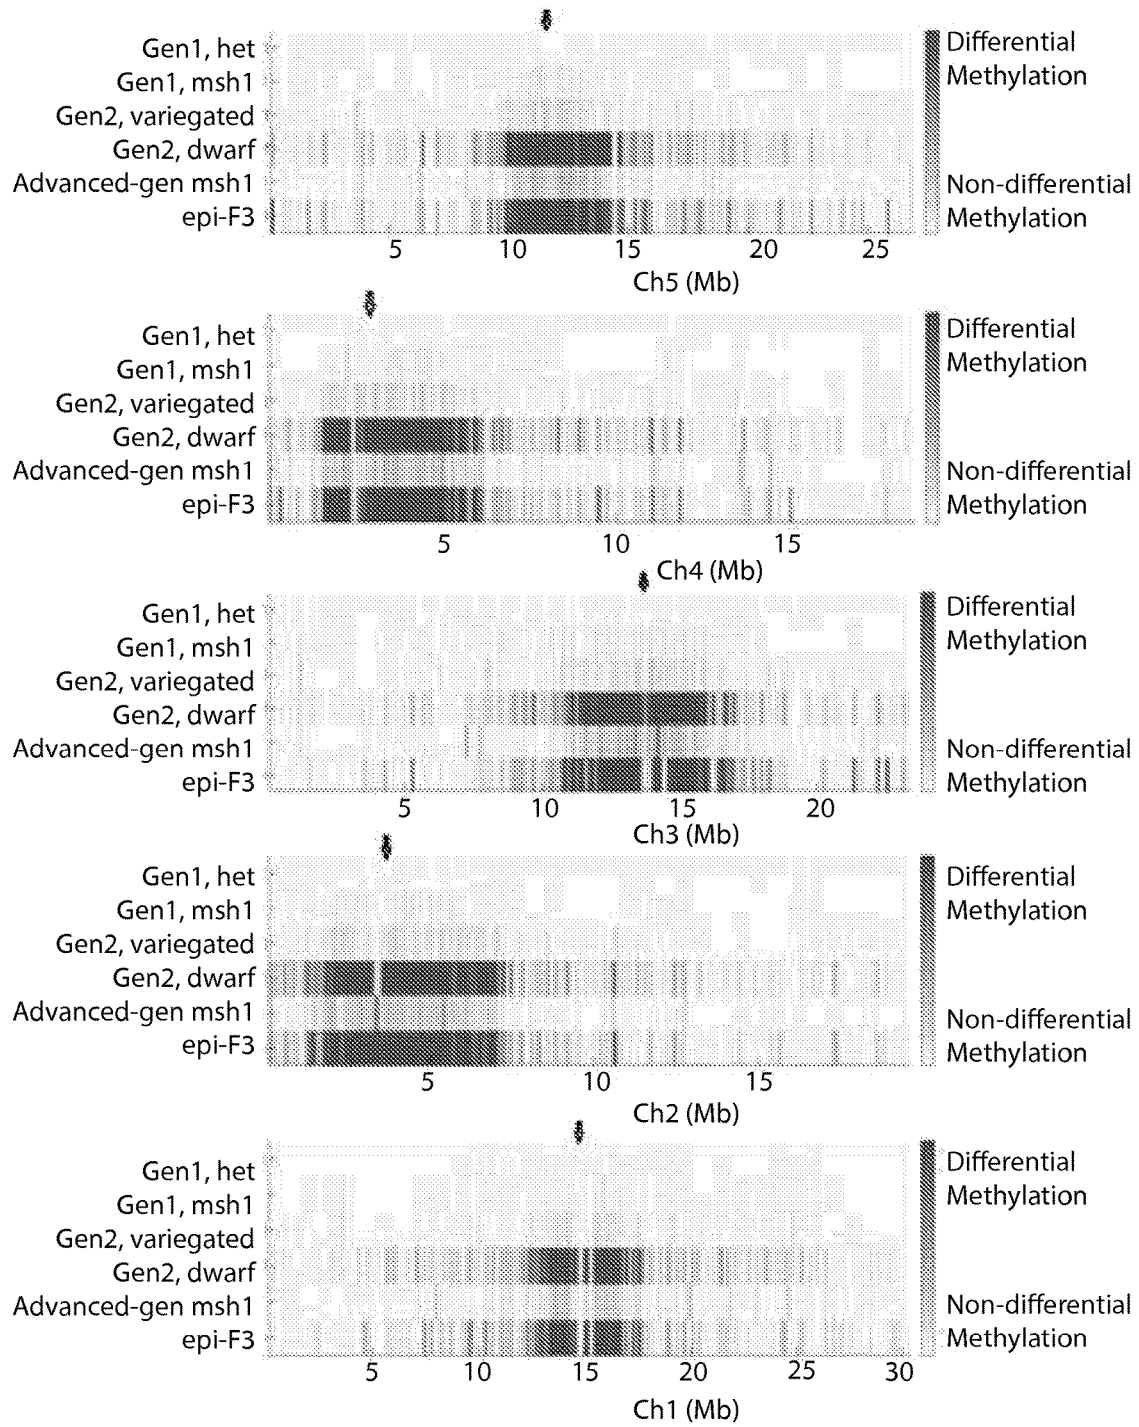 Gen1, het
Gen1, msh1
Gen2, variegated
Gen2, dwarf
Advanced-gen msh1
epi-F3
Differential
Methylation
Non-differential
Methylation
5 10 15 20 25
Ch5 (Mb)
Gen1, het
Gen1, msh1
Gen2, variegated
Gen2, dwarf
Advanced-gen msh1
epi-F3
Differential
Methylation
Non-differential
Methylation
5 10 15
Ch4 (Mb)
Gen1, het
Gen1, msh1
Gen2, variegated
Gen2, dwarf
Advanced-gen msh1
epi-F3
Differential
Methylation
Non-differential
Methylation
5 10 15 20
Ch3 (Mb)
Gen1, het
Gen1, msh1
Gen2, variegated
Gen2, dwarf
Advanced-gen msh1
epi-F3
Differential
Methylation
Non-differential
Methylation
5 10 15
Ch2 (Mb)
Gen1, het
Gen1, msh1
Gen2, variegated
Gen2, dwarf
Advanced-gen msh1
epi-F3
Differential
Methylation
Non-differential
Methylation
5 10 15 20 25 30
Ch1 (Mb)